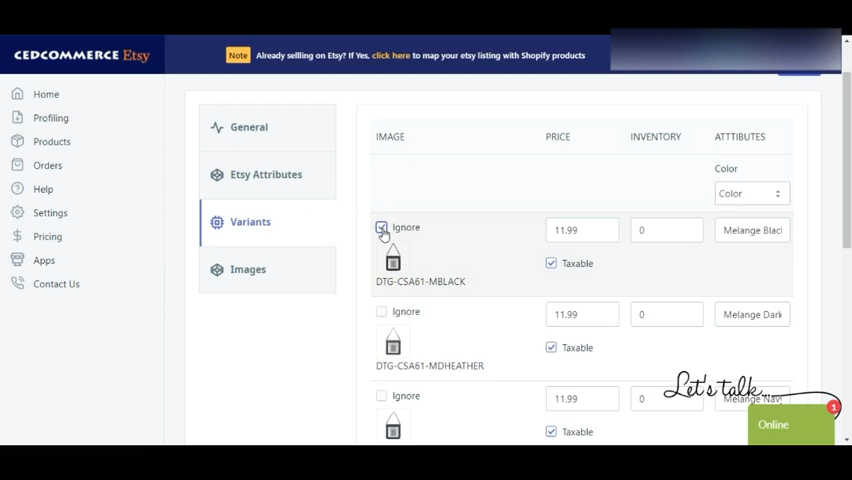 CEDCOMMERCE Etsy
Note Already sellling on Etsy? If Yes, click here to map your etsy listing with Shopify products
Home
Profiling
Products
Orders
Help
Settings
Pricing
Apps
Contact Us
General
Etsy Attributes
Variants
Images
IMAGE PRICE INVENTORY ATTTIBUTES
Color
Color
Ignore 11.99 0 Melange Blac
Taxable
DTG-CSA61-MBLACK
Ignore 11.99 0 Melange Dark
Taxable
DTG-CSA61-MDHEATHER
Ignore 11.99 0 Melange Navy
Taxable
Let's talk...
1
Online